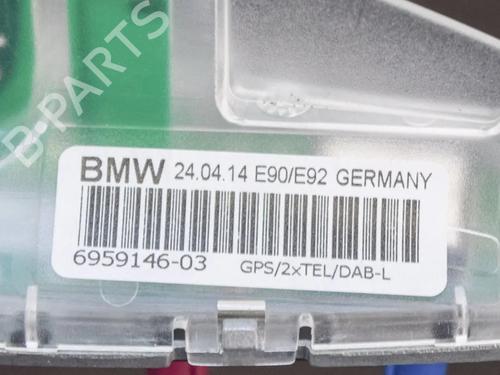 B-PARTS
BMW 24.04.14 E90/E92 GERMANY
6959146-03 GPS/2xTEL/DAB-L